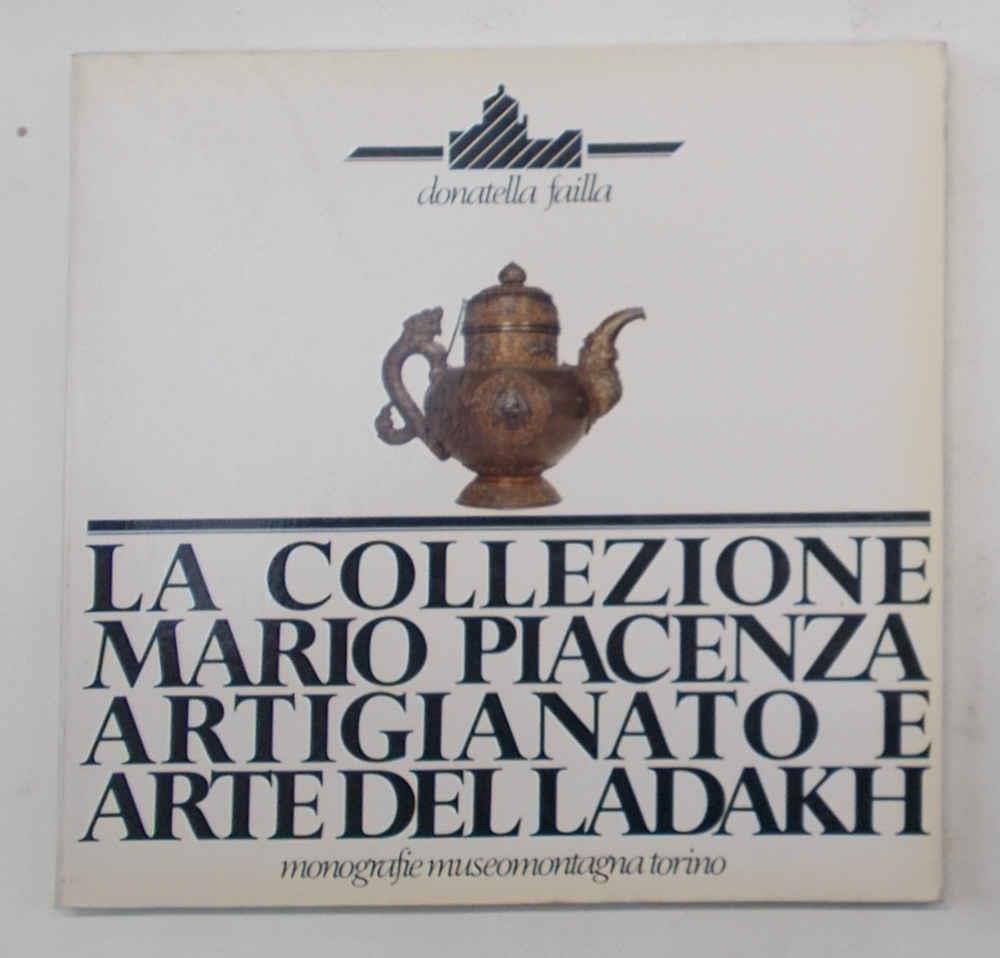 donatella failla
LA COLLEZIONE
MARIO PIACENZA
ARTIGIANATO E
ARTE DEL LADAKH
monografie museomontagna torino